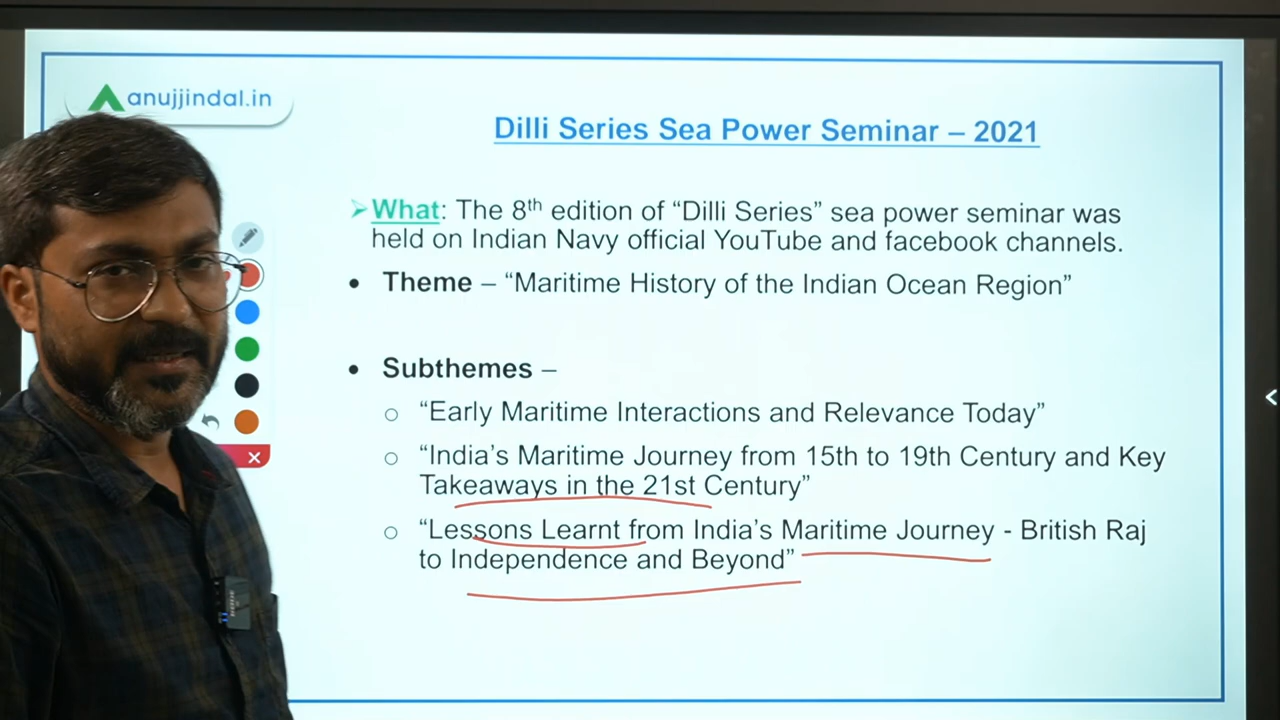 anujjindal.in
Dilli Series Sea Power Seminar – 2021
➤What: The 8th edition of “Dilli Series” sea power seminar was
held on Indian Navy official YouTube and facebook channels.
• Theme – “Maritime History of the Indian Ocean Region”
• Subthemes –
o “Early Maritime Interactions and Relevance Today”
o “India’s Maritime Journey from 15th to 19th Century and Key
Takeaways in the 21st Century”
o “Lessons Learnt from India’s Maritime Journey - British Raj
to Independence and Beyond”